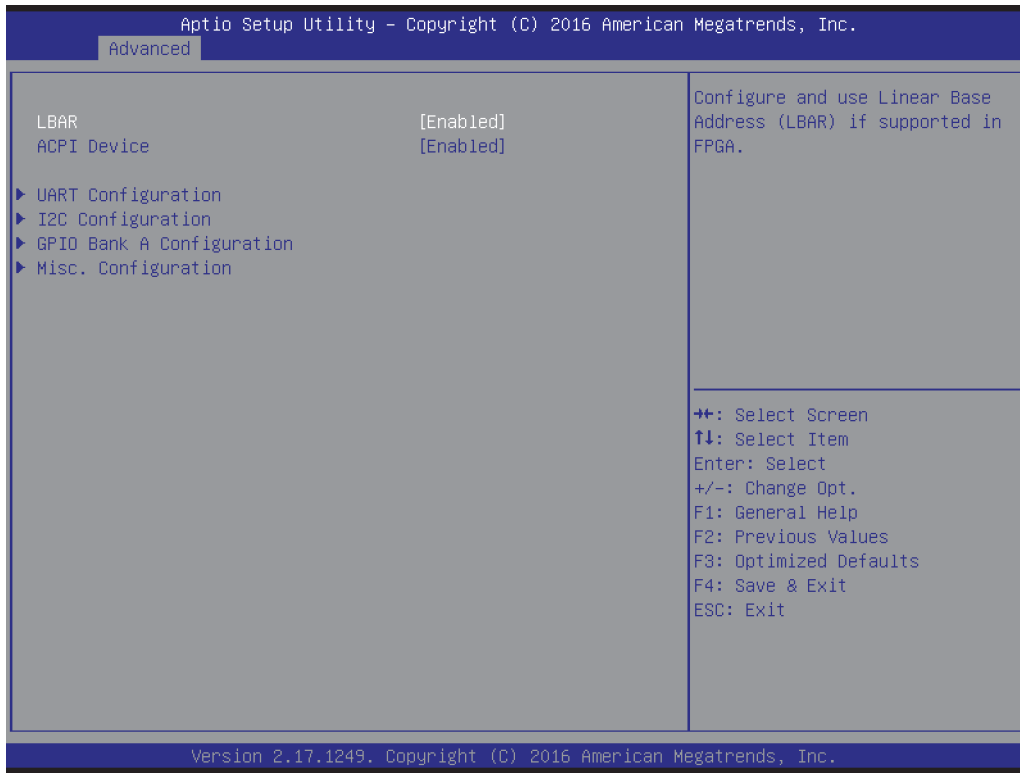 Aptio Setup Utility – Copyright (C) 2016 American Megatrends, Inc.
Advanced
LBAR [Enabled]
ACPI Device [Enabled]
▶ UART Configuration
▶ I2C Configuration
▶ GPIO Bank A Configuration
▶ Misc. Configuration
Configure and use Linear Base
Address (LBAR) if supported in
FPGA.
→←: Select Screen
↑↓: Select Item
Enter: Select
+/-: Change Opt.
F1: General Help
F2: Previous Values
F3: Optimized Defaults
F4: Save & Exit
ESC: Exit
Version 2.17.1249. Copyright (C) 2016 American Megatrends, Inc.